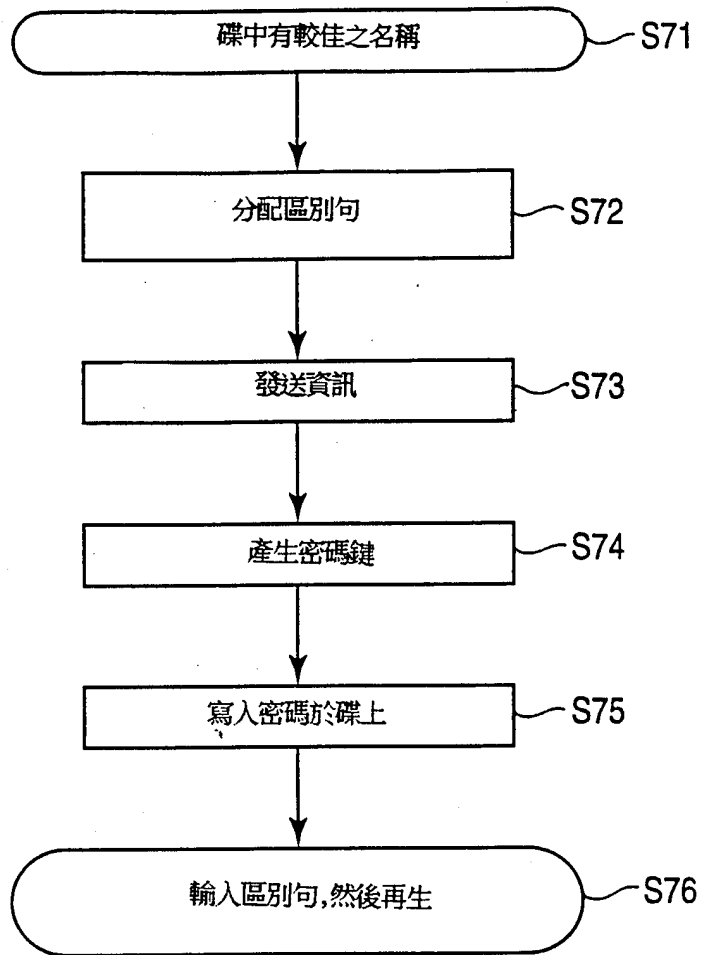 碟中有較佳之名稱 S71
分配區別句 S72
發送資訊 S73
產生密碼鍵 S74
寫入密碼於碟上 S75
輸入區別句,然後再生 S76